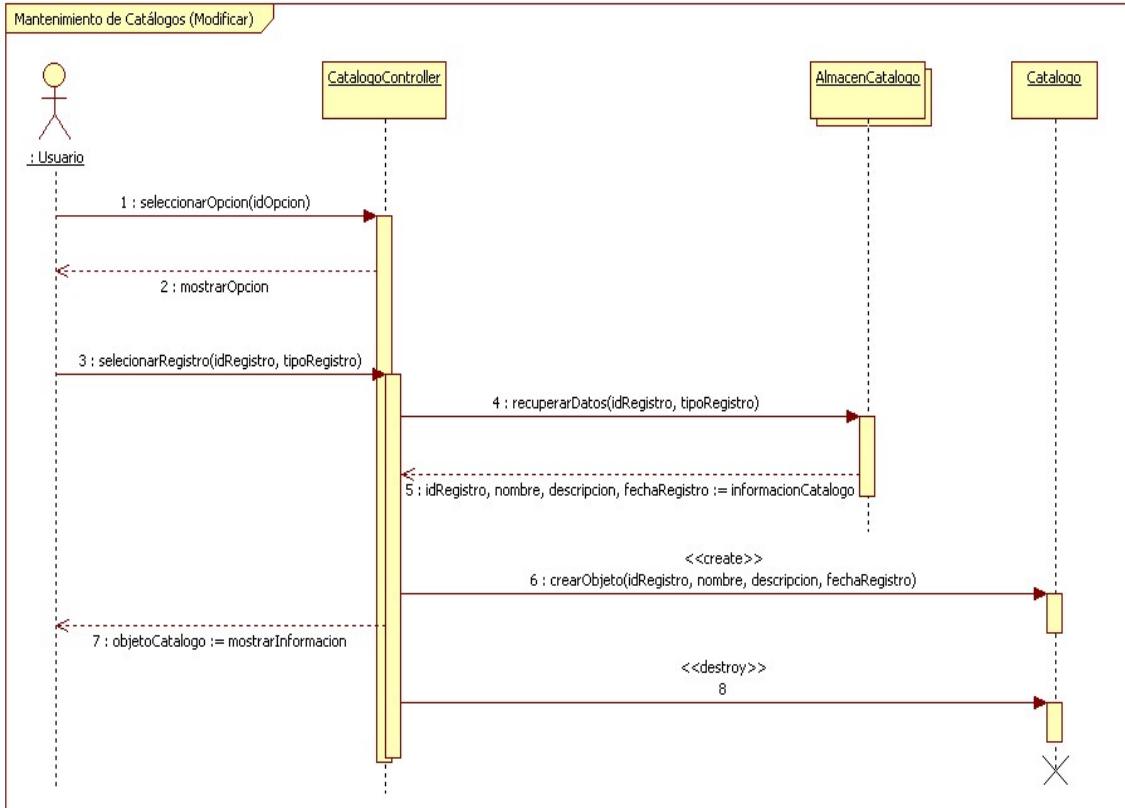 Mantenimiento de Catálogos (Modificar)
CatalogoController
AlmacenCatalogo
Catalogo
: Usuario
1 : seleccionarOpcion(idOpcion)
2 : mostrarOpcion
3 : selecionarRegistro(idRegistro, tipoRegistro)
4 : recuperarDatos(idRegistro, tipoRegistro)
5 : idRegistro, nombre, descripcion, fechaRegistro := informacionCatalogo
<<create>>
6 : crearObjeto(idRegistro, nombre, descripcion, fechaRegistro)
7 : objetoCatalogo := mostrarInformacion
<<destroy>>
8